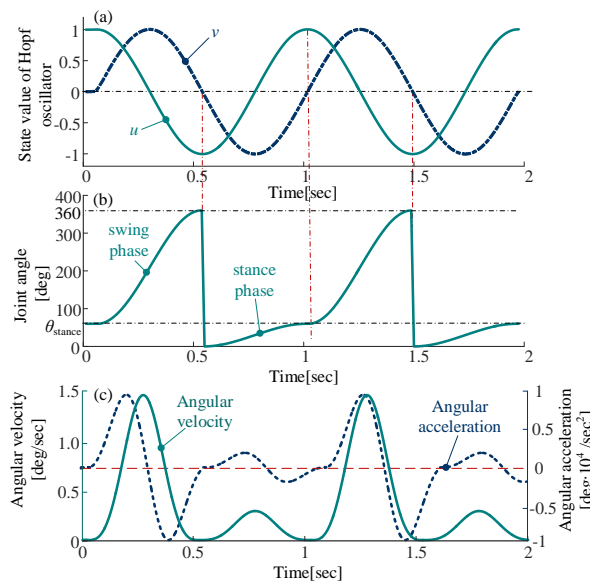 (a)
v
u
State value of Hopf
oscillator
1
0.5
0
-0.5
-1
0.5
1
1.5
2
Time[sec]
(b)
swing
phase
stance
phase
Joint angle
[deg]
400
360
300
200
100
θstance
0
0
0.5
1
1.5
2
Time[sec]
(c)
Angular
velocity
Angular
acceleration
Angular velocity
[deg/sec]
1.5
1.0
0.5
0
0
0.5
1
1.5
2
Time[sec]
1
0.5
0
-0.5
-1
Angular acceleration
[deg·10⁴/sec²]